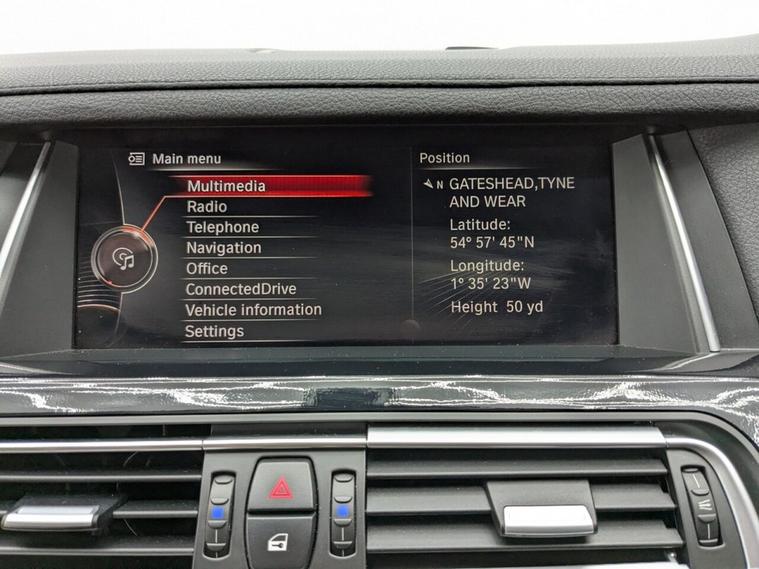 Main menu
Multimedia
Radio
Telephone
Navigation
Office
ConnectedDrive
Vehicle information
Settings
Position
N GATESHEAD,TYNE
AND WEAR
Latitude:
54° 57' 45"N
Longitude:
1° 35' 23"W
Height 50 yd